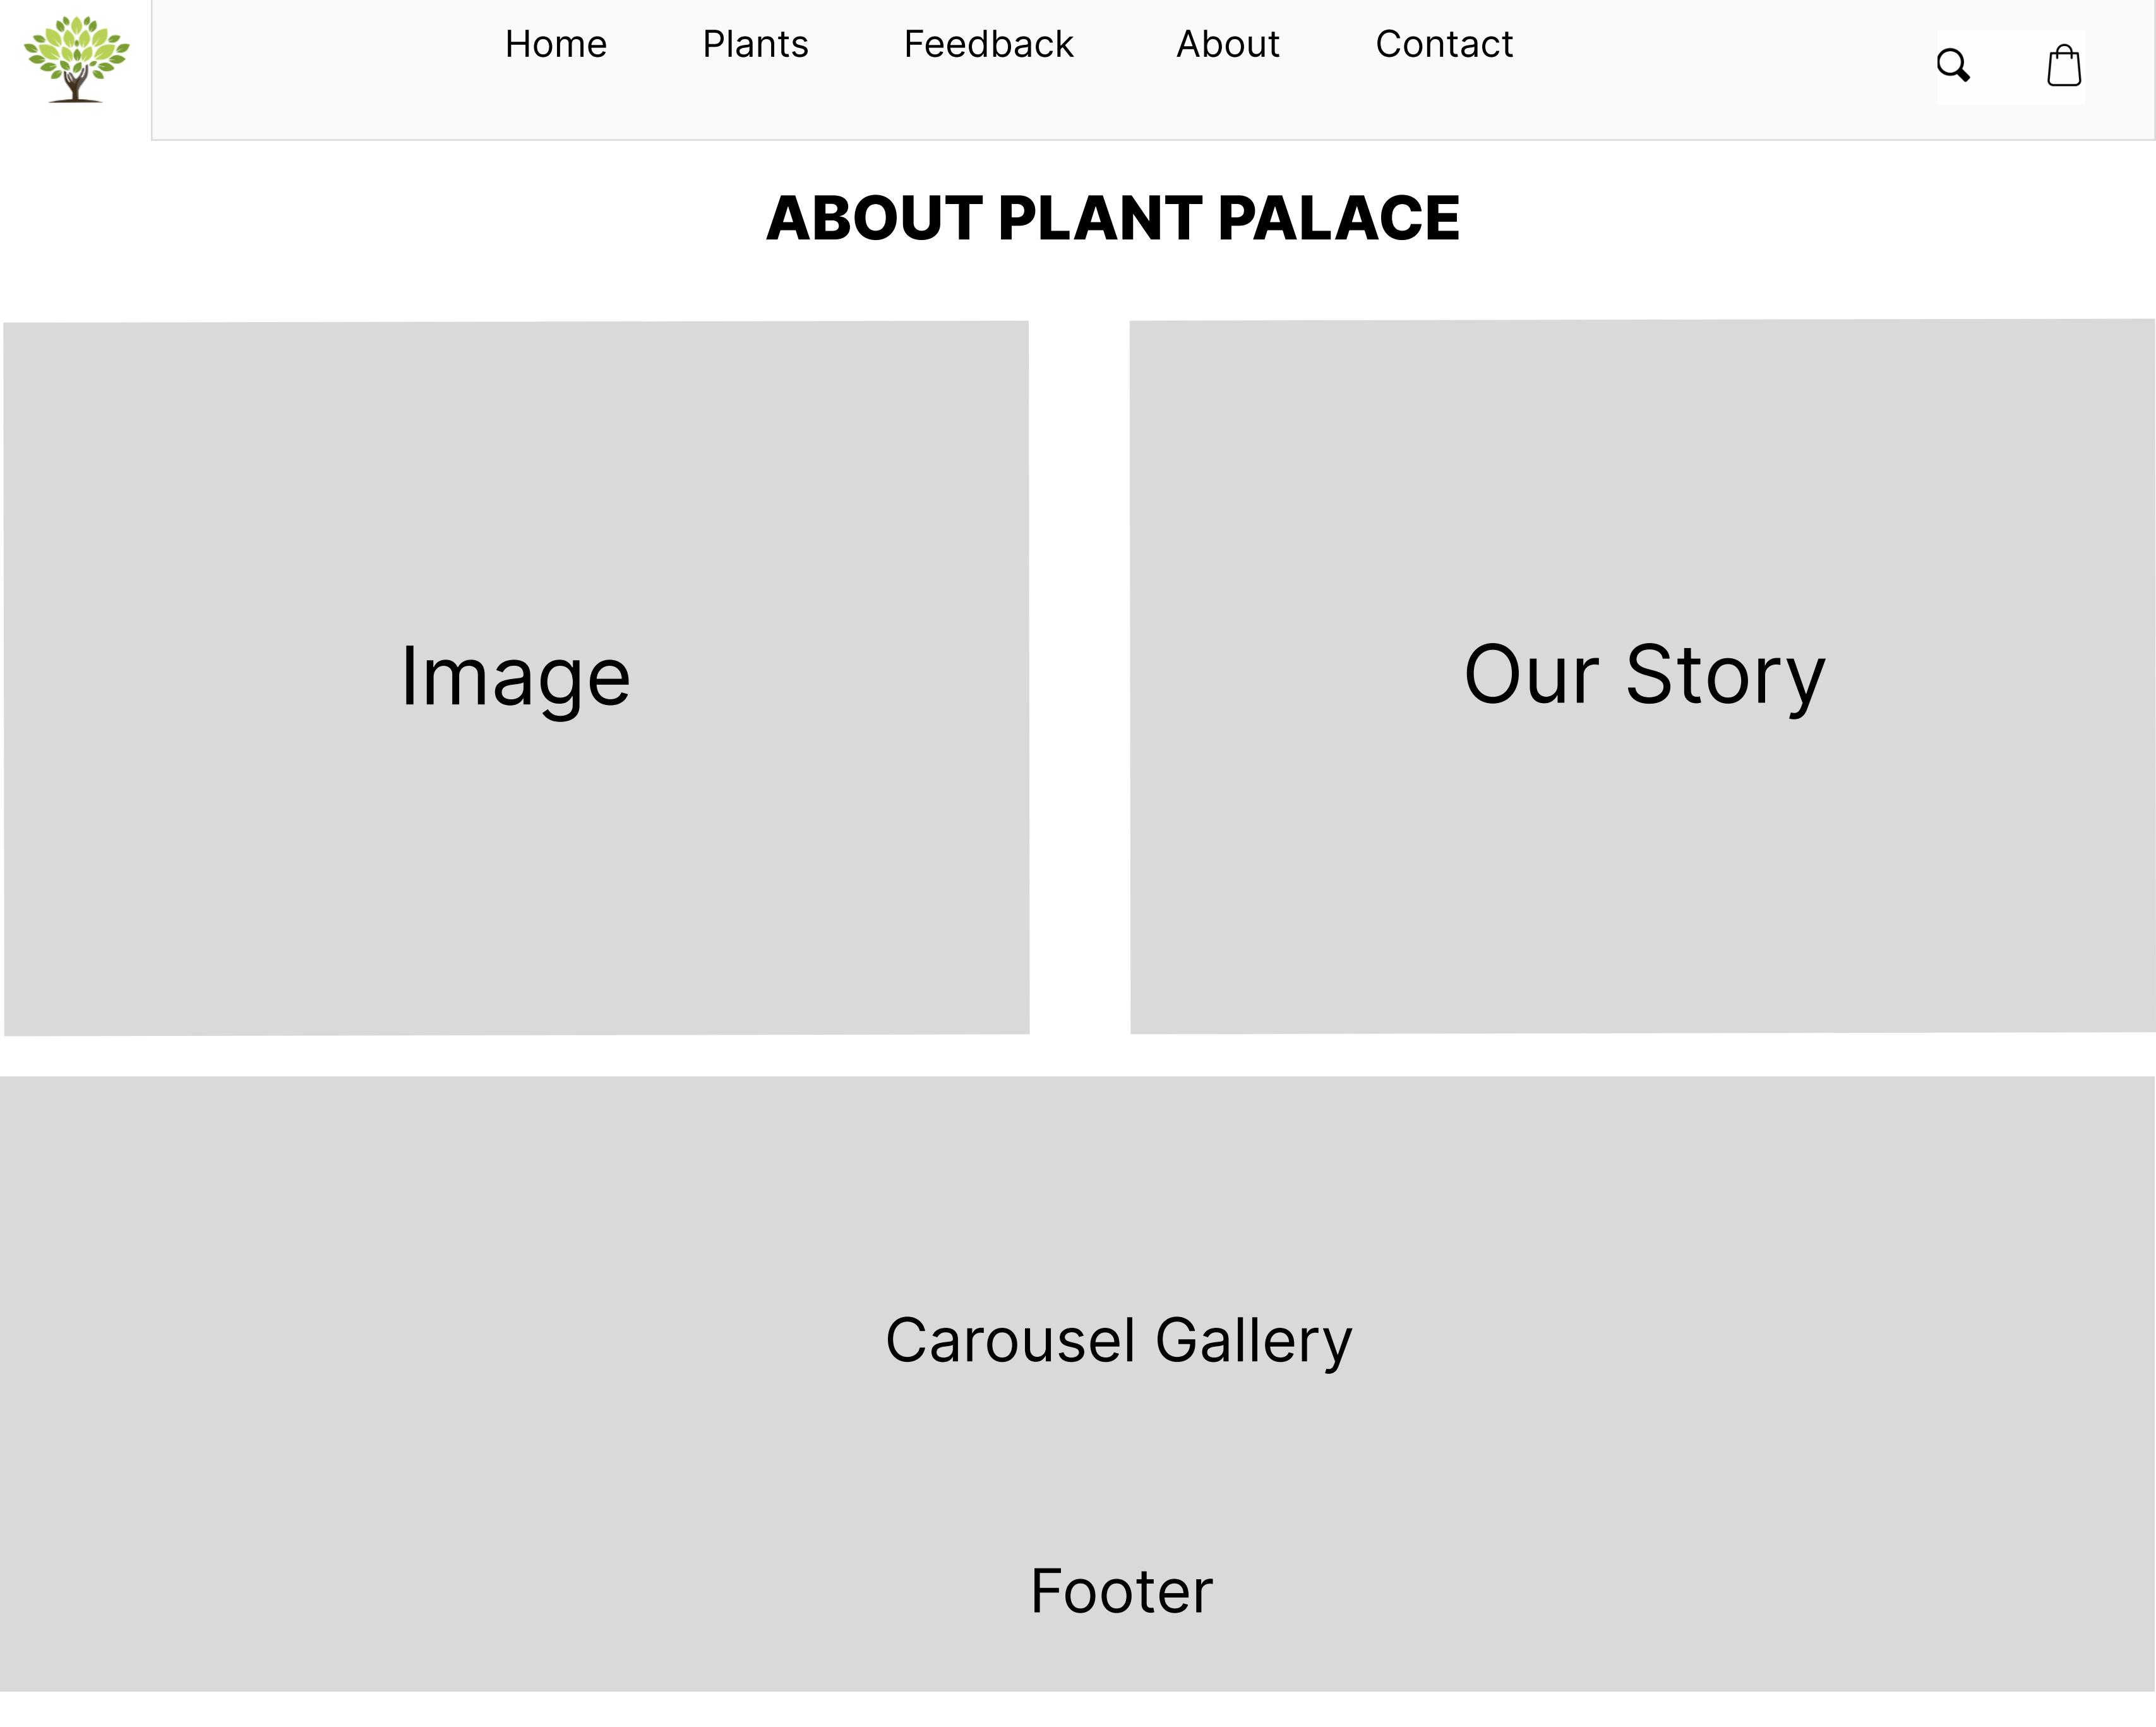 Home Plants Feedback About Contact
ABOUT PLANT PALACE
Image
Our Story
Carousel Gallery
Footer